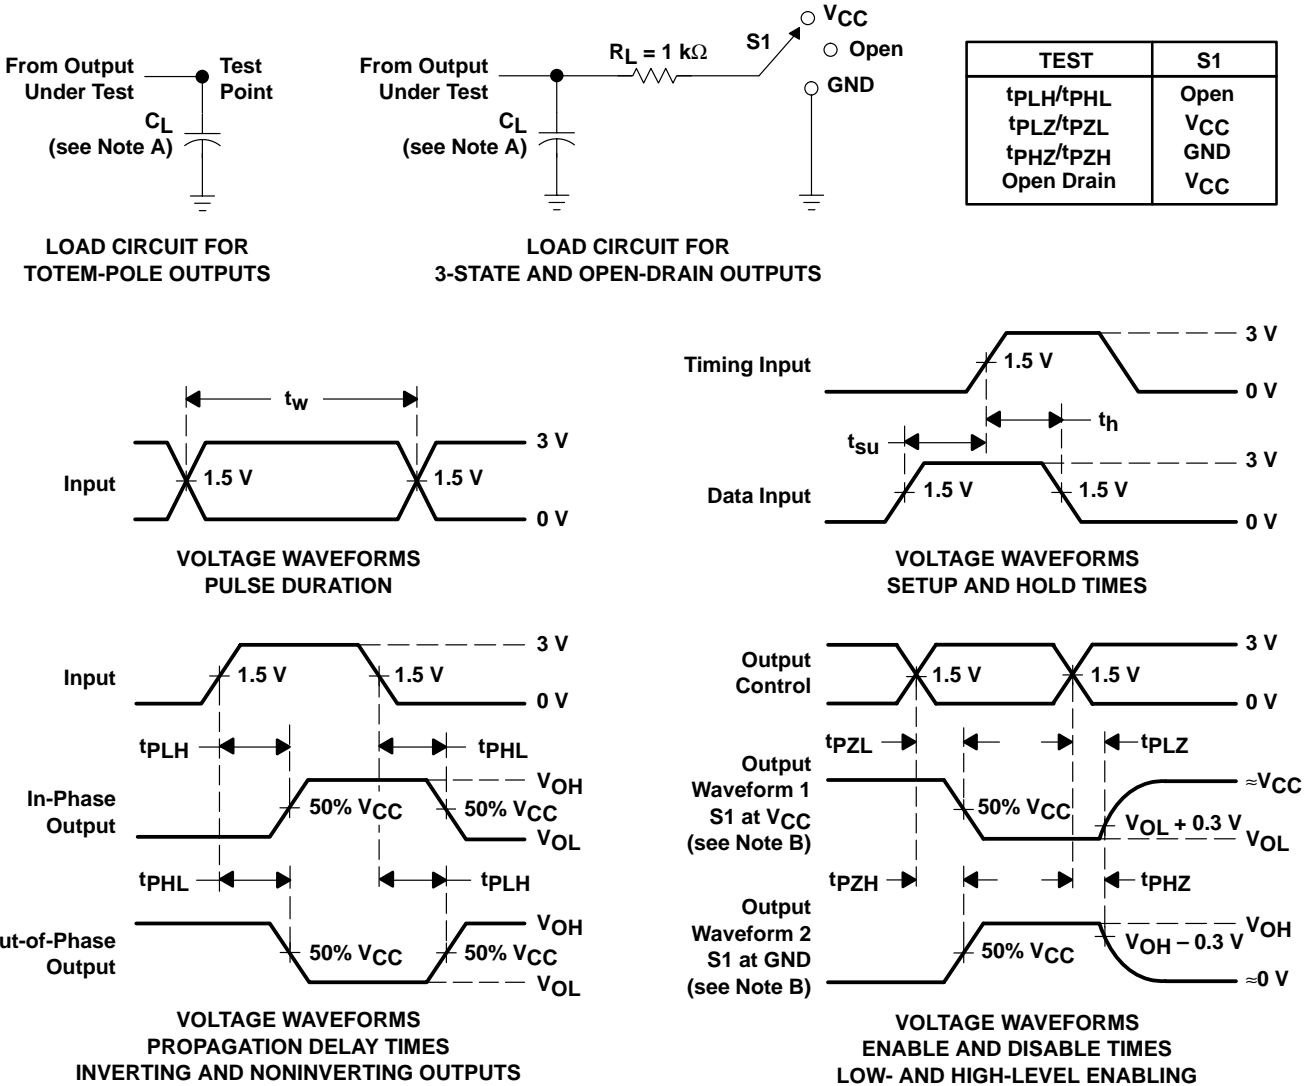 From Output
Under Test
Test
Point
CL
(see Note A)
LOAD CIRCUIT FOR
TOTEM-POLE OUTPUTS
From Output
Under Test
CL
(see Note A)
RL = 1 kΩ
S1
VCC
Open
GND
LOAD CIRCUIT FOR
3-STATE AND OPEN-DRAIN OUTPUTS
TEST S1
tPLH/tPHL Open
tPLZ/tPZL VCC
tPHZ/tPZH GND
Open Drain VCC
tw
Input
1.5 V
1.5 V
3 V
0 V
VOLTAGE WAVEFORMS
PULSE DURATION
Timing Input
1.5 V
3 V
0 V
th
tsu
Data Input
1.5 V
1.5 V
3 V
0 V
VOLTAGE WAVEFORMS
SETUP AND HOLD TIMES
Input
1.5 V
1.5 V
3 V
0 V
tPLH
tPHL
In-Phase
Output
50% VCC
50% VCC
VOH
VOL
tPHL
tPLH
ut-of-Phase
Output
50% VCC
50% VCC
VOH
VOL
VOLTAGE WAVEFORMS
PROPAGATION DELAY TIMES
INVERTING AND NONINVERTING OUTPUTS
Output
Control
1.5 V
1.5 V
3 V
0 V
tPZL
tPLZ
Output
Waveform 1
S1 at VCC
(see Note B)
50% VCC
≈VCC
VOL + 0.3 V
VOL
tPZH
tPHZ
Output
Waveform 2
S1 at GND
(see Note B)
50% VCC
VOH
VOH – 0.3 V
≈0 V
VOLTAGE WAVEFORMS
ENABLE AND DISABLE TIMES
LOW- AND HIGH-LEVEL ENABLING